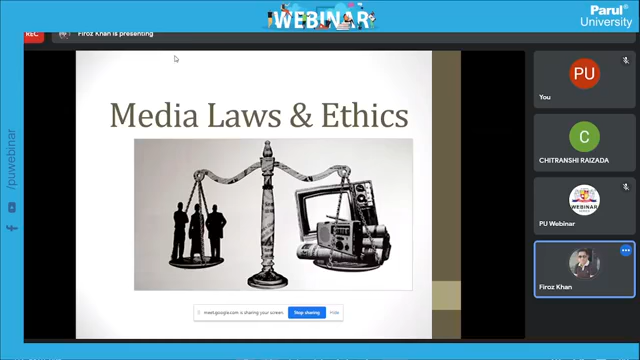 WEBINAR
Parul®
University
REC
Firoz Khan is presenting
Media Laws & Ethics
meet.google.com is sharing your screen.
Stop sharing
Hide
PU
You
C
CHITRANSHI RAIZADA
WEBINAR
PU Webinar
Firoz Khan
/puwebinar